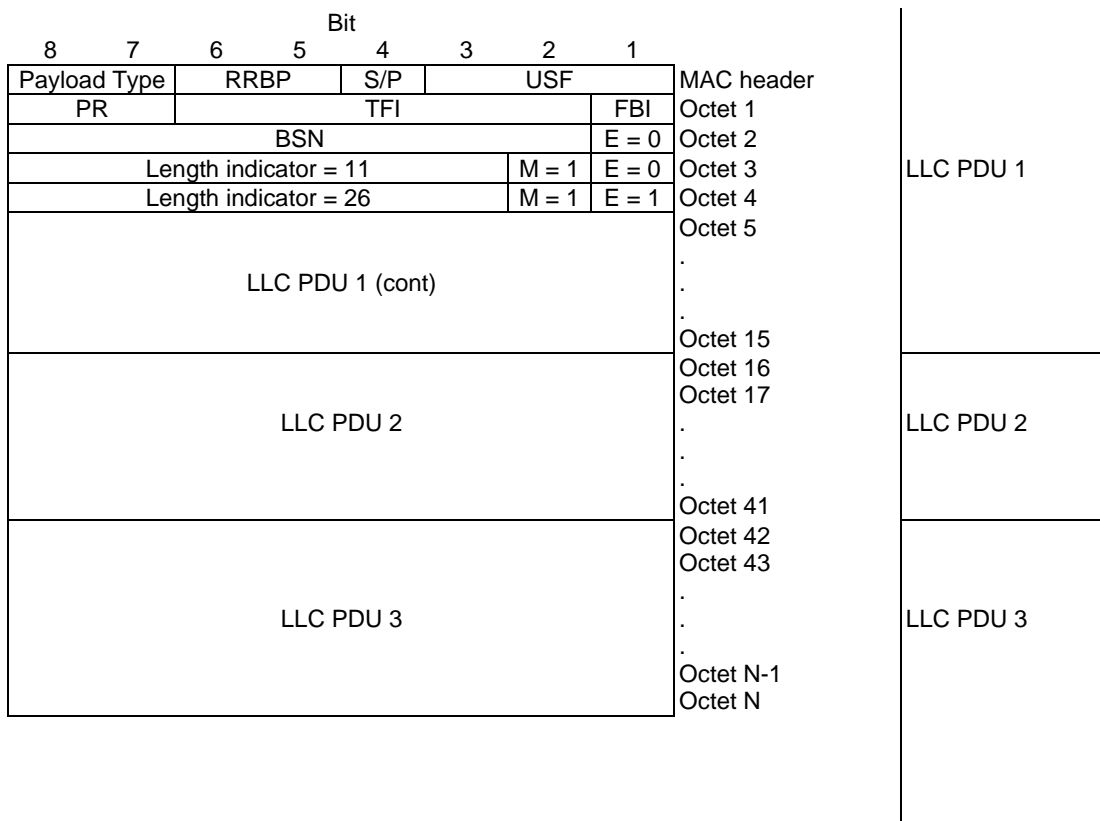 Bit
8 7 6 5 4 3 2 1
Payload Type RRBP S/P USF MAC header
PR TFI FBI Octet 1
BSN E = 0 Octet 2
Length indicator = 11 M = 1 E = 0 Octet 3 LLC PDU 1
Length indicator = 26 M = 1 E = 1 Octet 4
Octet 5
.
LLC PDU 1 (cont) .
.
Octet 15
Octet 16
Octet 17
LLC PDU 2 . LLC PDU 2
.
.
Octet 41
Octet 42
Octet 43
.
LLC PDU 3 . LLC PDU 3
.
Octet N-1
Octet N